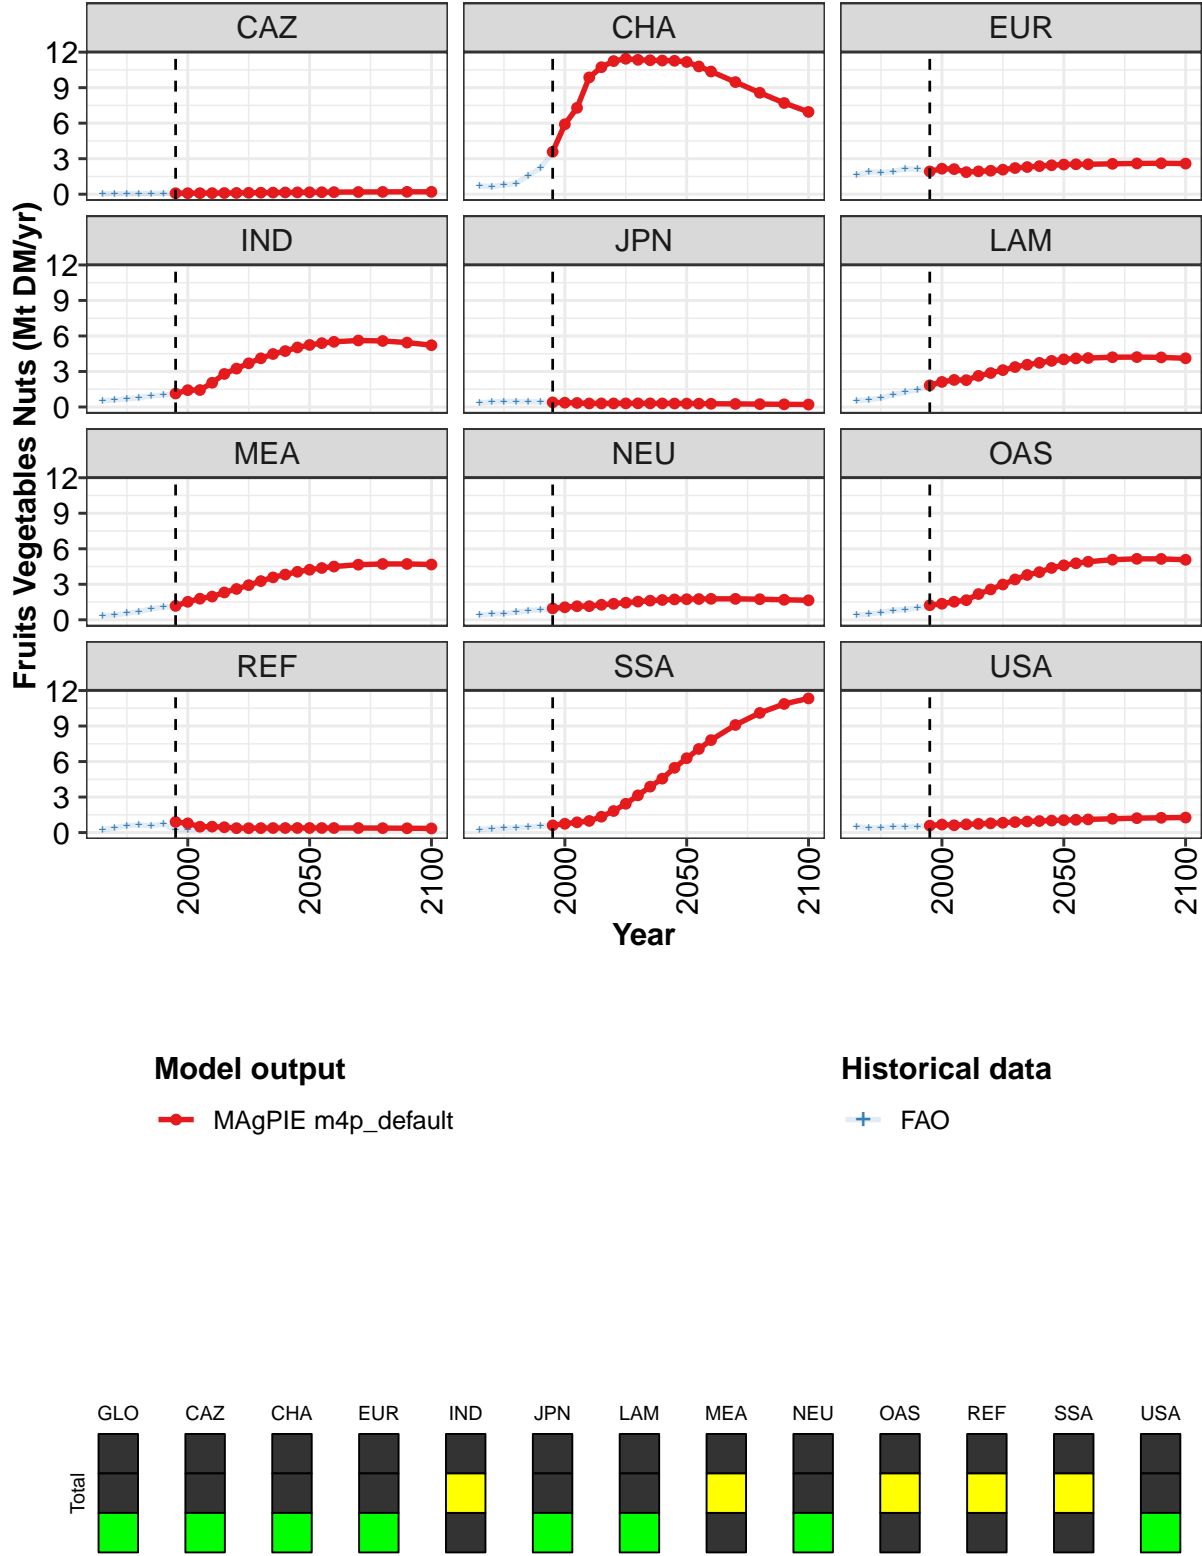 CAZ CHA EUR
12
9
6
3
0
IND JPN LAM
12
9
6
3
0
MEA NEU OAS
12
9
6
3
0
REF SSA USA
12
9
6
3
0
Fruits Vegetables Nuts (Mt DM/yr)
2000 2050 2100 2000 2050 2100 2000 2050 2100
Year
Model output Historical data
MAgPIE m4p_default FAO
GLO CAZ CHA EUR IND JPN LAM MEA NEU OAS REF SSA USA
Total